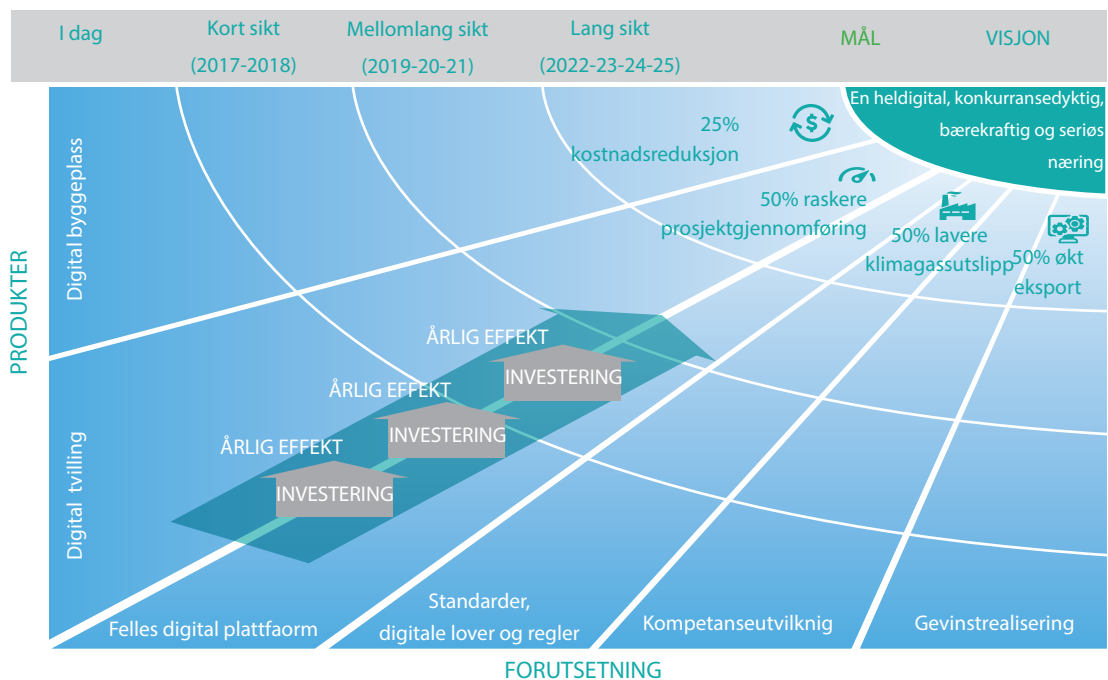 I dag
Kort sikt
(2017-2018)
Mellomlang sikt
(2019-20-21)
Lang sikt
(2022-23-24-25)
MÅL
VISJON
En heldigital, konkurransedyktig,
bærekraftig og seriøs
næring
25%
kostnadsreduksjon
$
50% raskere
prosjektgjennomføring
50% lavere
klimagassutslipp
50% økt
eksport
PRODUKTER
Digital byggeplass
Digital tvilling
ÅRLIG EFFEKT
INVESTERING
ÅRLIG EFFEKT
INVESTERING
ÅRLIG EFFEKT
INVESTERING
Felles digital plattfaorm
Standarder,
digitale lover og regler
Kompetanseutvilknig
Gevinstrealisering
FORUTSETNING